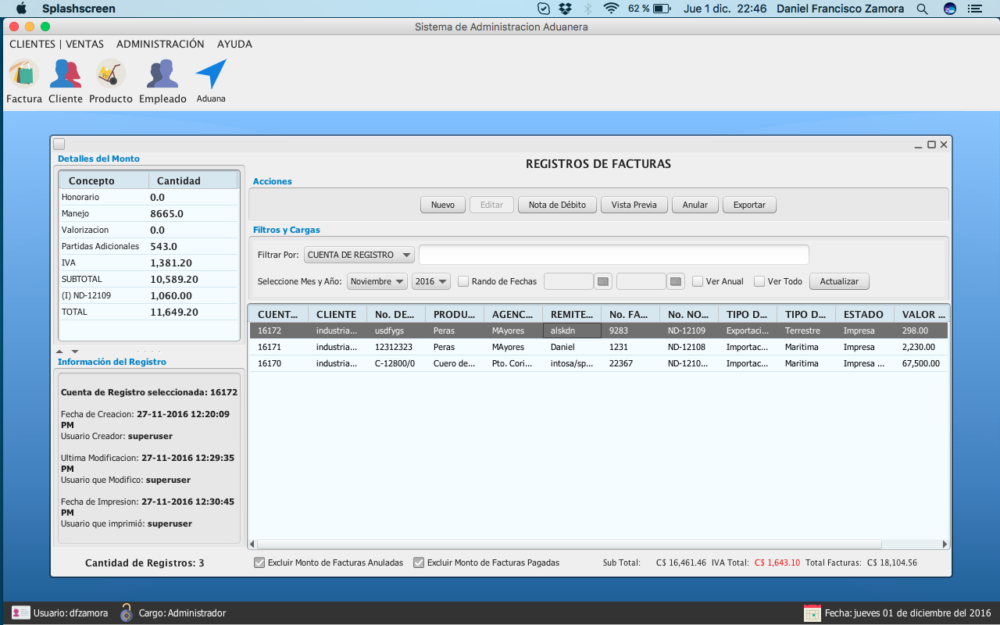 Splashscreen 62 % Jue 1 dic. 22:46 Daniel Francisco Zamora
Sistema de Administracion Aduanera
CLIENTES | VENTAS ADMINISTRACIÓN AYUDA
Factura Cliente Producto Empleado Aduana
Detalles del Monto
Concepto Cantidad
Honorario 0.0
Manejo 8665.0
Valorizacion 0.0
Partidas Adicionales 543.0
IVA 1,381.20
SUBTOTAL 10,589.20
(I) ND-12109 1,060.00
TOTAL 11,649.20
Información del Registro
Cuenta de Registro seleccionada: 16172
Fecha de Creacion: 27-11-2016 12:20:09
PM
Usuario Creador: superuser
Ultima Modificacion: 27-11-2016 12:29:35
PM
Usuario que Modifico: superuser
Fecha de Impresion: 27-11-2016 12:30:45
PM
Usuario que imprimió: superuser
Cantidad de Registros: 3
REGISTROS DE FACTURAS
Acciones
Nuevo Editar Nota de Débito Vista Previa Anular Exportar
Filtros y Cargas
Filtrar Por: CUENTA DE REGISTRO
Seleccione Mes y Año: Noviembre 2016 Rando de Fechas Ver Anual Ver Todo Actualizar
CUENT... CLIENTE No. DE... PRODU... AGENC... REMITE... No. FA... No. NO... TIPO D... TIPO D... ESTADO VALOR ...
16172 industria... usdfygs Peras MAyores alskdn 9283 ND-12109 Exportaci... Terrestre Impresa 298.00
16171 industria... 12312323 Peras MAyores Daniel 1231 ND-12108 Importac... Maritima Impresa 2,230.00
16170 industria... C-12800/0 Cuero de... Pto. Cori... intosa/sp... 22367 ND-1210... Importac... Maritima Impresa ... 67,500.00
Excluir Monto de Facturas Anuladas Excluir Monto de Facturas Pagadas Sub Total: C$ 16,461.46 IVA Total: C$ 1,643.10 Total Facturas: C$ 18,104.56
Usuario: dfzamora Cargo: Administrador Fecha: jueves 01 de diciembre del 2016